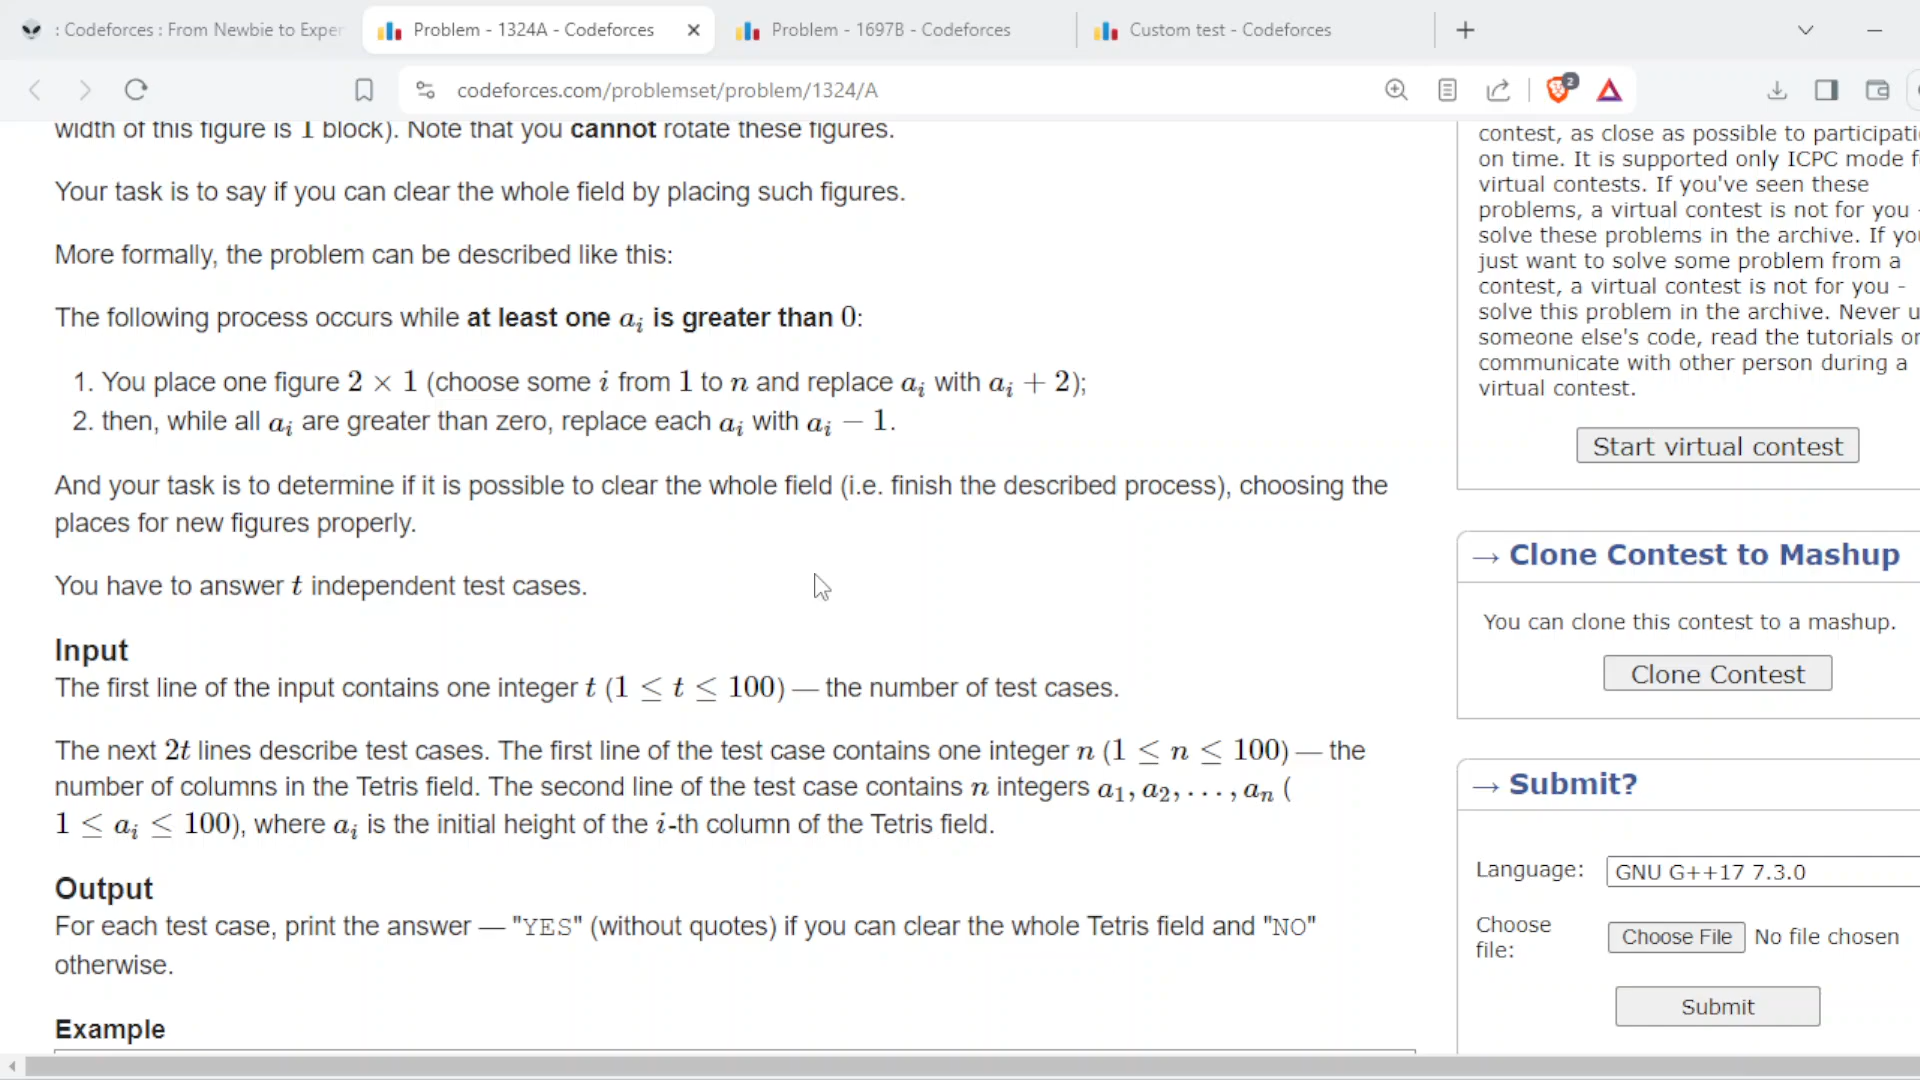 : Codeforces : From Newbie to Exper
Problem - 1324A - Codeforces
Problem - 1697B - Codeforces
Custom test - Codeforces
codeforces.com/problemset/problem/1324/A
2
width of this figure is 1 block). Note that you cannot rotate these figures.
Your task is to say if you can clear the whole field by placing such figures.
More formally, the problem can be described like this:
The following process occurs while at least one aᵢ is greater than 0:
1. You place one figure 2 × 1 (choose some i from 1 to n and replace aᵢ with aᵢ + 2);
2. then, while all aᵢ are greater than zero, replace each aᵢ with aᵢ − 1.
And your task is to determine if it is possible to clear the whole field (i.e. finish the described process), choosing the
places for new figures properly.
You have to answer t independent test cases.
Input
The first line of the input contains one integer t (1 ≤ t ≤ 100) — the number of test cases.
The next 2t lines describe test cases. The first line of the test case contains one integer n (1 ≤ n ≤ 100) — the
number of columns in the Tetris field. The second line of the test case contains n integers a₁, a₂, . . . , aₙ (
1 ≤ aᵢ ≤ 100), where aᵢ is the initial height of the i-th column of the Tetris field.
Output
For each test case, print the answer — "YES" (without quotes) if you can clear the whole Tetris field and "NO"
otherwise.
Example
contest, as close as possible to participati
on time. It is supported only ICPC mode f
virtual contests. If you've seen these
problems, a virtual contest is not for you -
solve these problems in the archive. If you
just want to solve some problem from a
contest, a virtual contest is not for you -
solve this problem in the archive. Never u
someone else's code, read the tutorials or
communicate with other person during a
virtual contest.
Start virtual contest
→ Clone Contest to Mashup
You can clone this contest to a mashup.
Clone Contest
→ Submit?
Language:
GNU G++17 7.3.0
Choose
file:
Choose File No file chosen
Submit